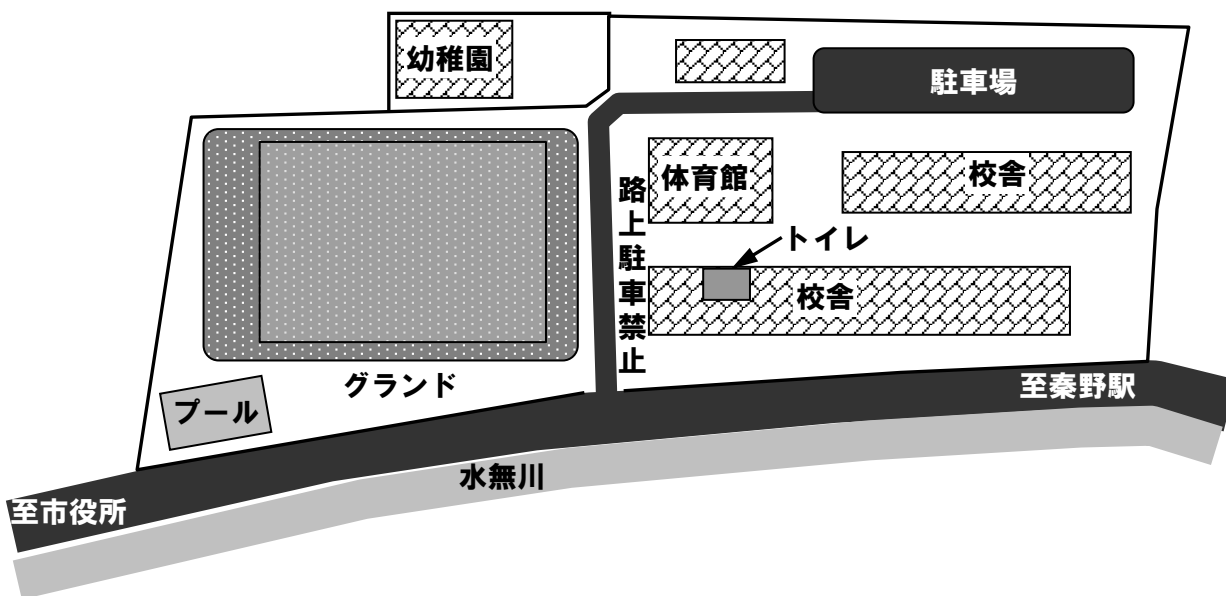 幼稚園
駐車場
体育館
校舎
路上駐車禁止
トイレ
校舎
グランド
プール
至秦野駅
水無川
至市役所